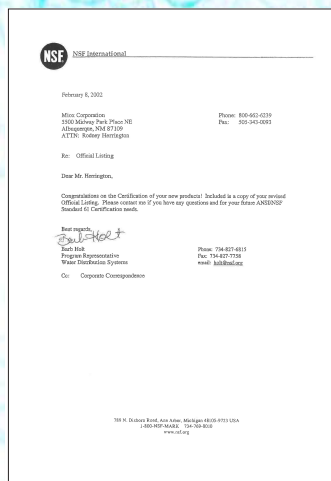 NSF International
February 8, 2002
Miox Corporation Phone: 800-662-6239
5500 Midway Park Place NE Fax: 505-343-0093
Albuquerque, NM 87109
ATTN: Rodney Herrington
Re: Official Listing
Dear Mr. Herrington,
Congratulations on the Certification of your new products! Included is a copy of your revised
Official Listing. Please contact me if you have any questions and for your future ANSI/NSF
Standard 61 Certification needs.
Best regards,
Barb Holt
Barb Holt Phone: 734-827-6815
Program Representative Fax: 734-827-7758
Water Distribution Systems email: holt@nsf.org
Cc: Corporate Correspondence
789 N. Dixboro Road, Ann Arbor, Michigan 48105-9723 USA
1-800-NSF-MARK 734-769-8010
www.nsf.org